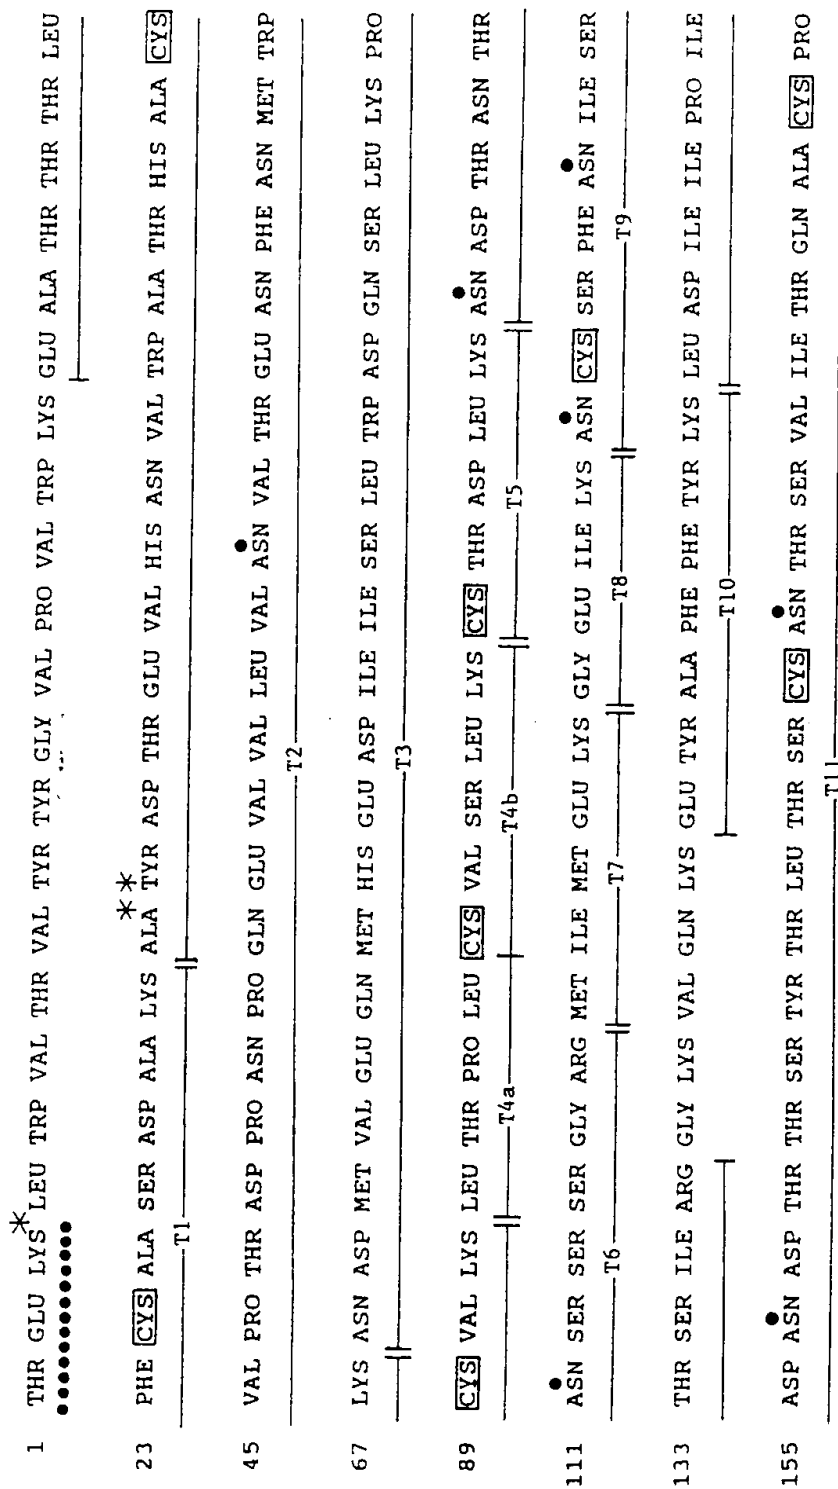 1 THR GLU LYS LEU TRP VAL THR VAL TYR TYR GLY VAL PRO VAL TRP LYS GLU ALA THR THR THR LEU
23 PHE CYS ALA SER ASP ALA LYS ALA TYR ASP THR GLU VAL HIS ASN VAL TRP ALA THR HIS ALA CYS
T1
45 VAL PRO THR ASP PRO ASN PRO GLN GLU VAL VAL LEU VAL ASN VAL THR GLU ASN PHE ASN MET TRP
T2
67 LYS ASN ASP MET VAL GLU GLN MET HIS GLU ASP ILE ILE SER LEU TRP ASP GLN SER LEU LYS PRO
T3
89 CYS VAL LYS LEU THR PRO LEU CYS VAL SER LEU LYS CYS THR ASP LEU LYS ASN ASP THR ASN THR
T4a T4b T5
111 ASN SER SER SER GLY ARG MET ILE MET GLU LYS GLY GLU ILE LYS ASN CYS SER PHE ASN ILE SER
T6 T7 T8 T9
133 THR SER ILE ARG GLY LYS VAL GLN LYS GLU TYR ALA PHE PHE TYR LYS LEU ASP ILE ILE PRO ILE
T10
155 ASP ASN ASP THR THR SER TYR THR LEU THR SER CYS ASN THR SER VAL ILE THR GLN ALA CYS PRO
T11